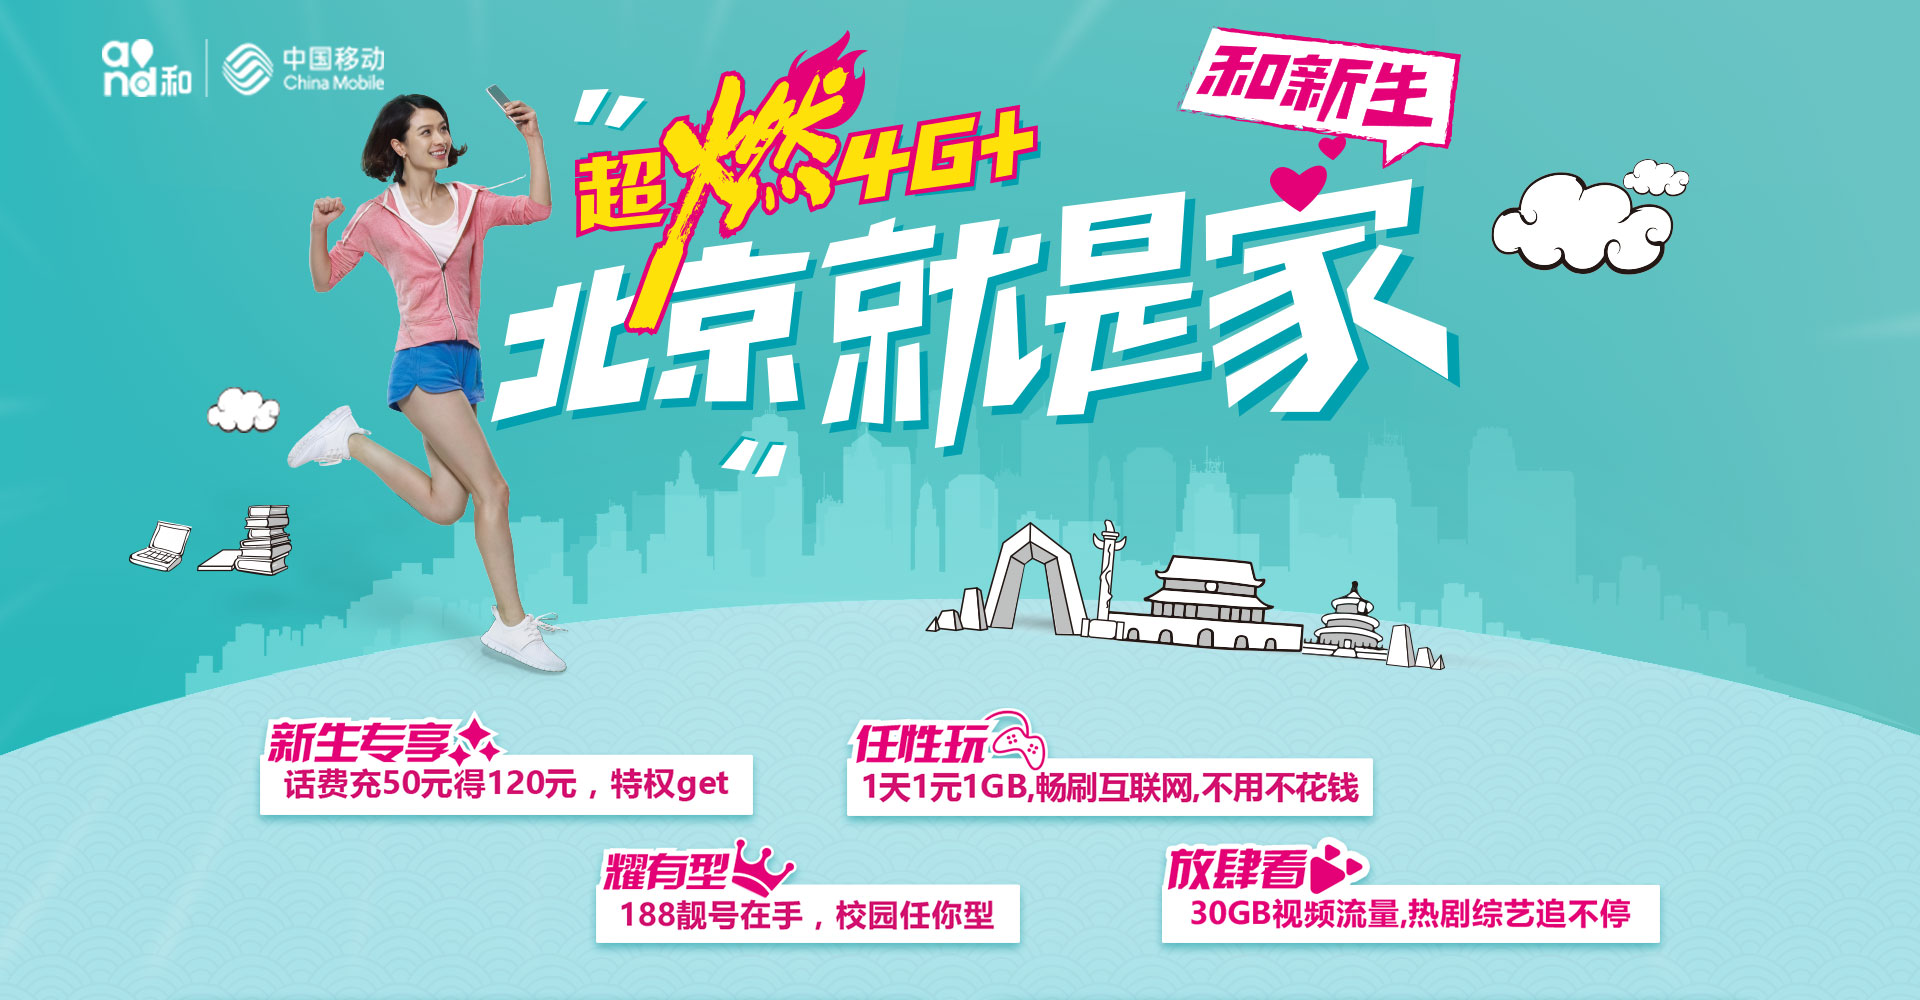 and和
中国移动
China Mobile
和新生
"超燃4G+
北京就是家"
新生专享
话费充50元得120元，特权get
任性玩
1天1元1GB,畅刷互联网,不用不花钱
耀有型
188靓号在手，校园任你型
放肆看
30GB视频流量,热剧综艺追不停